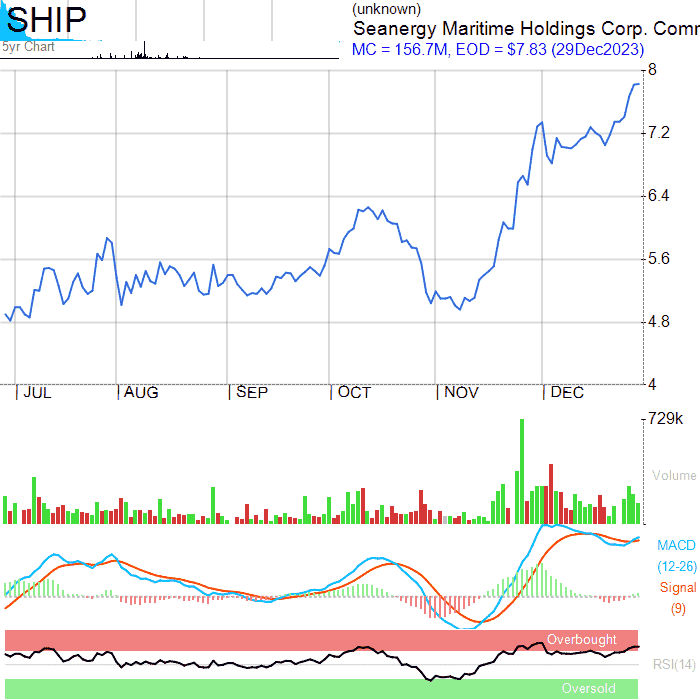 SHIP
(unknown)
Seanergy Maritime Holdings Corp. Comm
5yr Chart
MC = 156.7M, EOD = $7.83 (29Dec2023)
8
7.2
6.4
5.6
4.8
4
JUL AUG SEP OCT NOV DEC
729k
Volume
MACD
(12-26)
Signal
(9)
Overbought
RSI(14)
Oversold